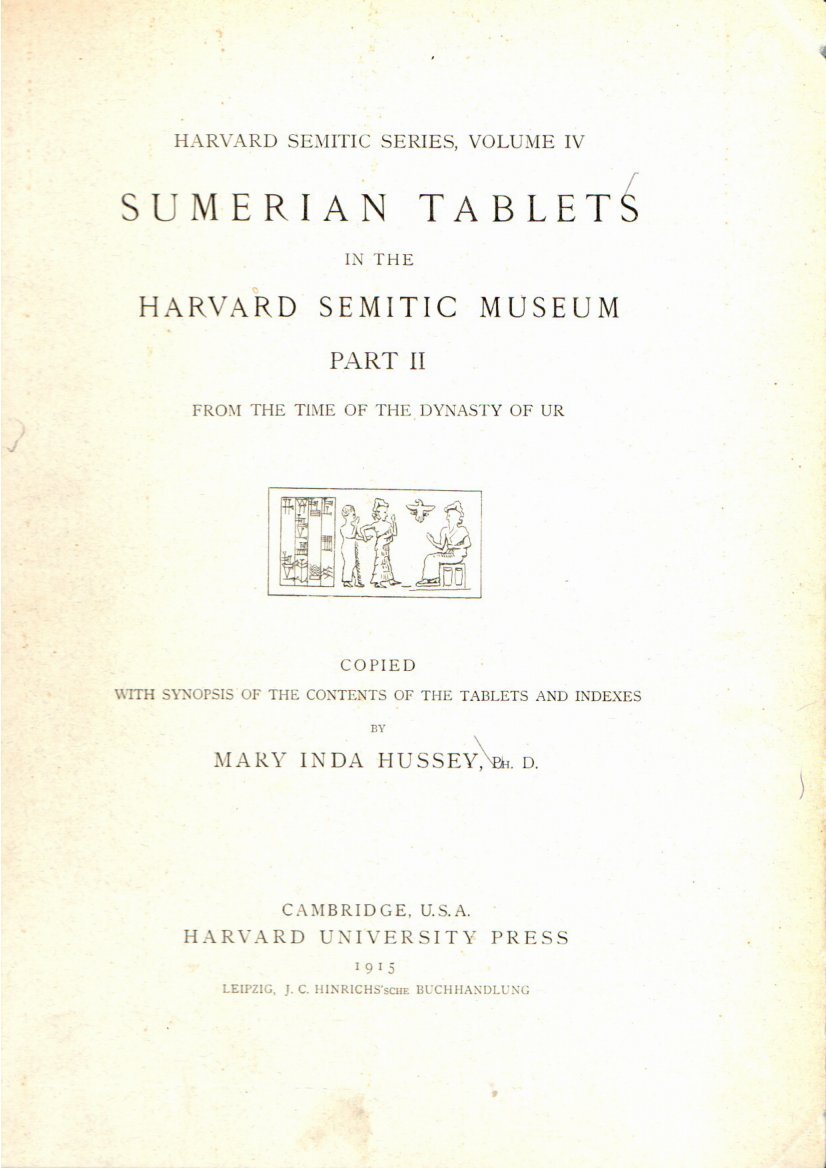 HARVARD SEMITIC SERIES, VOLUME IV
SUMERIAN TABLETS
IN THE
HARVARD SEMITIC MUSEUM
PART II
FROM THE TIME OF THE DYNASTY OF UR
COPIED
WITH SYNOPSIS OF THE CONTENTS OF THE TABLETS AND INDEXES
BY
MARY INDA HUSSEY, PH. D.
CAMBRIDGE, U.S.A.
HARVARD UNIVERSITY PRESS
1915
LEIPZIG, J. C. HINRICHS'SCHE BUCHHANDLUNG